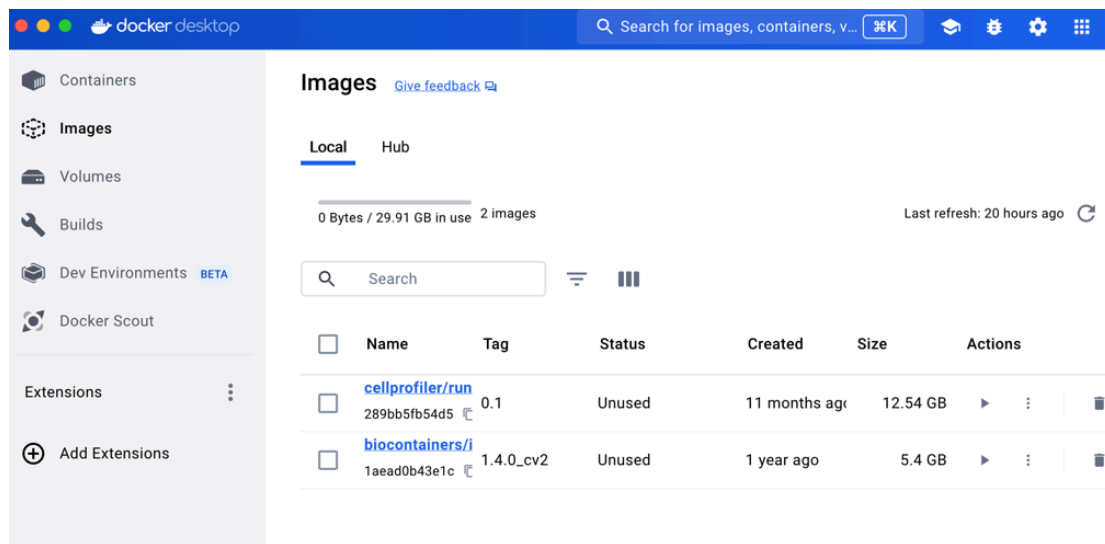 docker desktop
Search for images, containers, v... ⌘K
Containers
Images
Volumes
Builds
Dev Environments BETA
Docker Scout
Extensions
Add Extensions
Images Give feedback
Local Hub
0 Bytes / 29.91 GB in use 2 images
Last refresh: 20 hours ago
Search
Name Tag Status Created Size Actions
cellprofiler/run
289bb5fb54d5
0.1 Unused 11 months ago 12.54 GB
biocontainers/i
1aead0b43e1c
1.4.0_cv2 Unused 1 year ago 5.4 GB